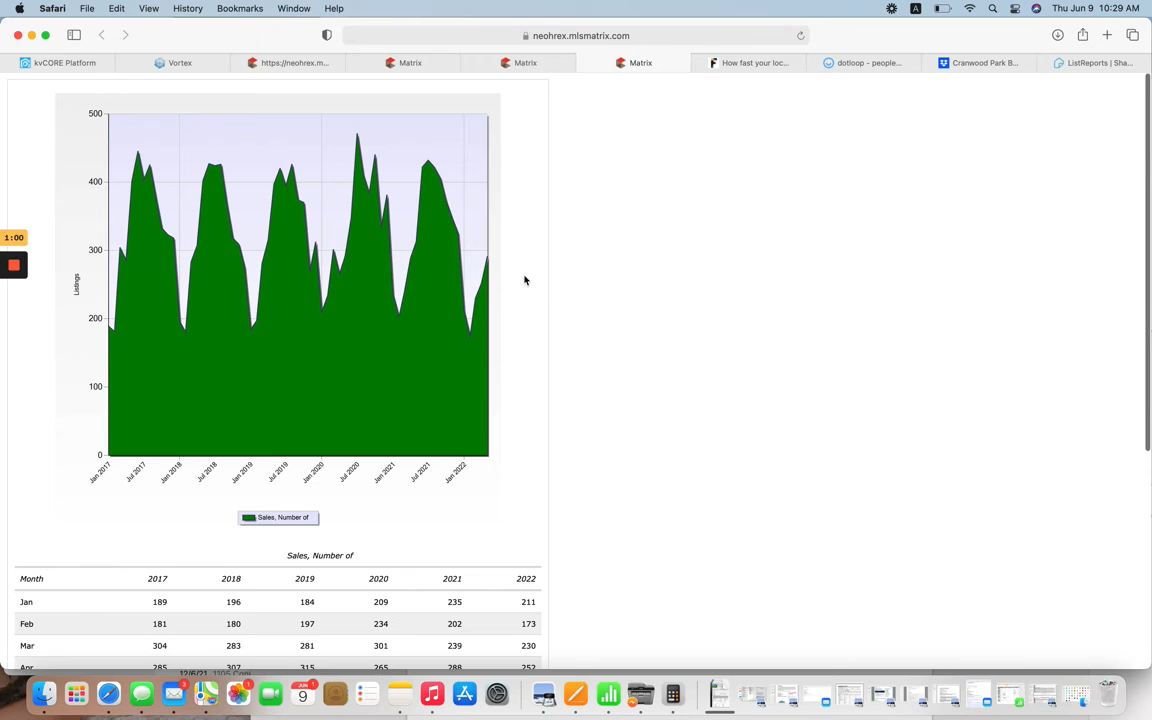 Safari File Edit View History Bookmarks Window Help Thu Jun 9 10:29 AM
neohrex.mlsmatrix.com
kvCORE Platform Vortex https://neohrex.m... Matrix Matrix Matrix How fast your loc... dotloop - people... Cranwood Park B... ListReports | Sha...
500
400
1:00
300
Listings
200
100
0
Jan 2017 Jul 2017 Jan 2018 Jul 2018 Jan 2019 Jul 2019 Jan 2020 Jul 2020 Jan 2021 Jul 2021 Jan 2022
Sales, Number of
Sales, Number of
Month 2017 2018 2019 2020 2021 2022
Jan 189 196 184 209 235 211
Feb 181 180 197 234 202 173
Mar 304 283 281 301 239 230
Apr 285 307 315 265 288 252